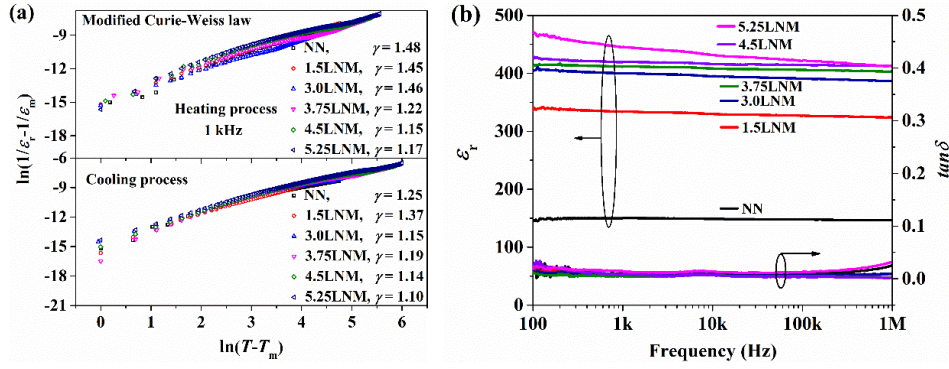 (a)
Modified Curie-Weiss law
NN, γ = 1.48
1.5LNM, γ = 1.45
3.0LNM, γ = 1.46
3.75LNM, γ = 1.22
4.5LNM, γ = 1.15
5.25LNM, γ = 1.17
Heating process
1 kHz
-9
-12
-15
-6
Cooling process
NN, γ = 1.25
1.5LNM, γ = 1.37
3.0LNM, γ = 1.15
3.75LNM, γ = 1.19
4.5LNM, γ = 1.14
5.25LNM, γ = 1.10
-9
-12
-15
-18
-21
0 1 2 3 4 5 6
ln(T-Tm)
ln(1/εr-1/εm)
(b)
500
450
400
350
300
250
200
150
100
50
0
εr
5.25LNM
4.5LNM
3.75LNM
3.0LNM
1.5LNM
NN
0.5
0.4
0.3
0.2
0.1
0.0
tanδ
100 1k 10k 100k 1M
Frequency (Hz)